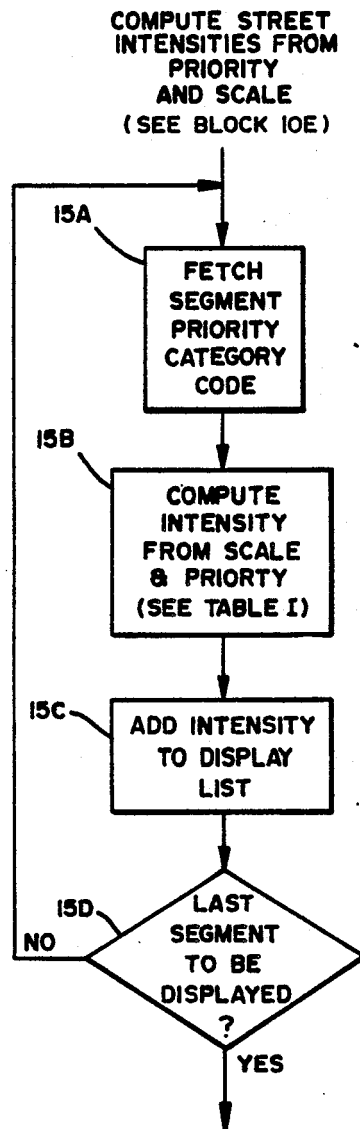 COMPUTE STREET
INTENSITIES FROM
PRIORITY
AND SCALE
(SEE BLOCK 10E)
15A
FETCH
SEGMENT
PRIORITY
CATEGORY
CODE
15B
COMPUTE
INTENSITY
FROM SCALE
& PRIORTY
(SEE TABLE I)
15C
ADD INTENSITY
TO DISPLAY
LIST
15D
LAST
SEGMENT
TO BE
DISPLAYED
?
NO
YES